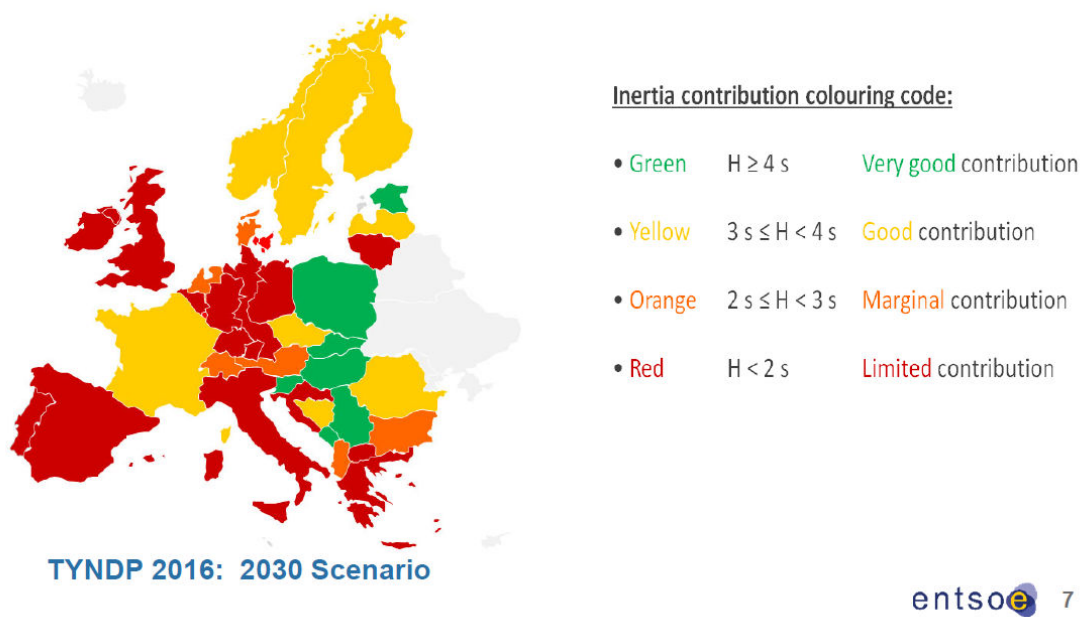 Inertia contribution colouring code:
• Green H ≥ 4 s Very good contribution
• Yellow 3 s ≤ H < 4 s Good contribution
• Orange 2 s ≤ H < 3 s Marginal contribution
• Red H < 2 s Limited contribution
TYNDP 2016: 2030 Scenario
entsoe 7